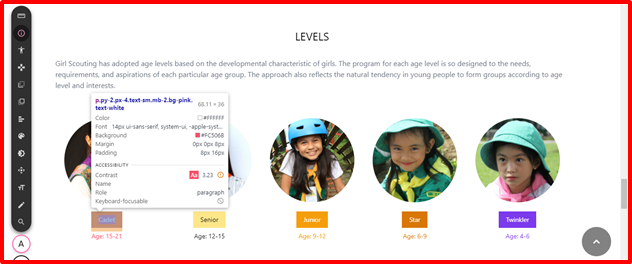 LEVELS
Girl Scouting has adopted age levels based on the developmental characteristic of girls. The program for each age level is so designed to the needs,
requirements, and aspirations of each particular age group. The approach also reflects the natural tendency in young people to form groups according to age
level and interests.
p.py-2.px-4.text-sm.mb-2.bg-pink.
text-white 68.11 × 36
Color #FFFFFF
Font 14px ui-sans-serif, system-ui, -apple-syst...
Background #FC5068
Margin 0px 0px 8px
Padding 8px 16px
ACCESSIBILITY
Contrast Aa 3.23
Name
Role paragraph
Keyboard-focusable
Cadet Senior Junior Star Twinkler
Age: 15-21 Age: 12-15 Age: 9-12 Age: 6-9 Age: 4-6
A